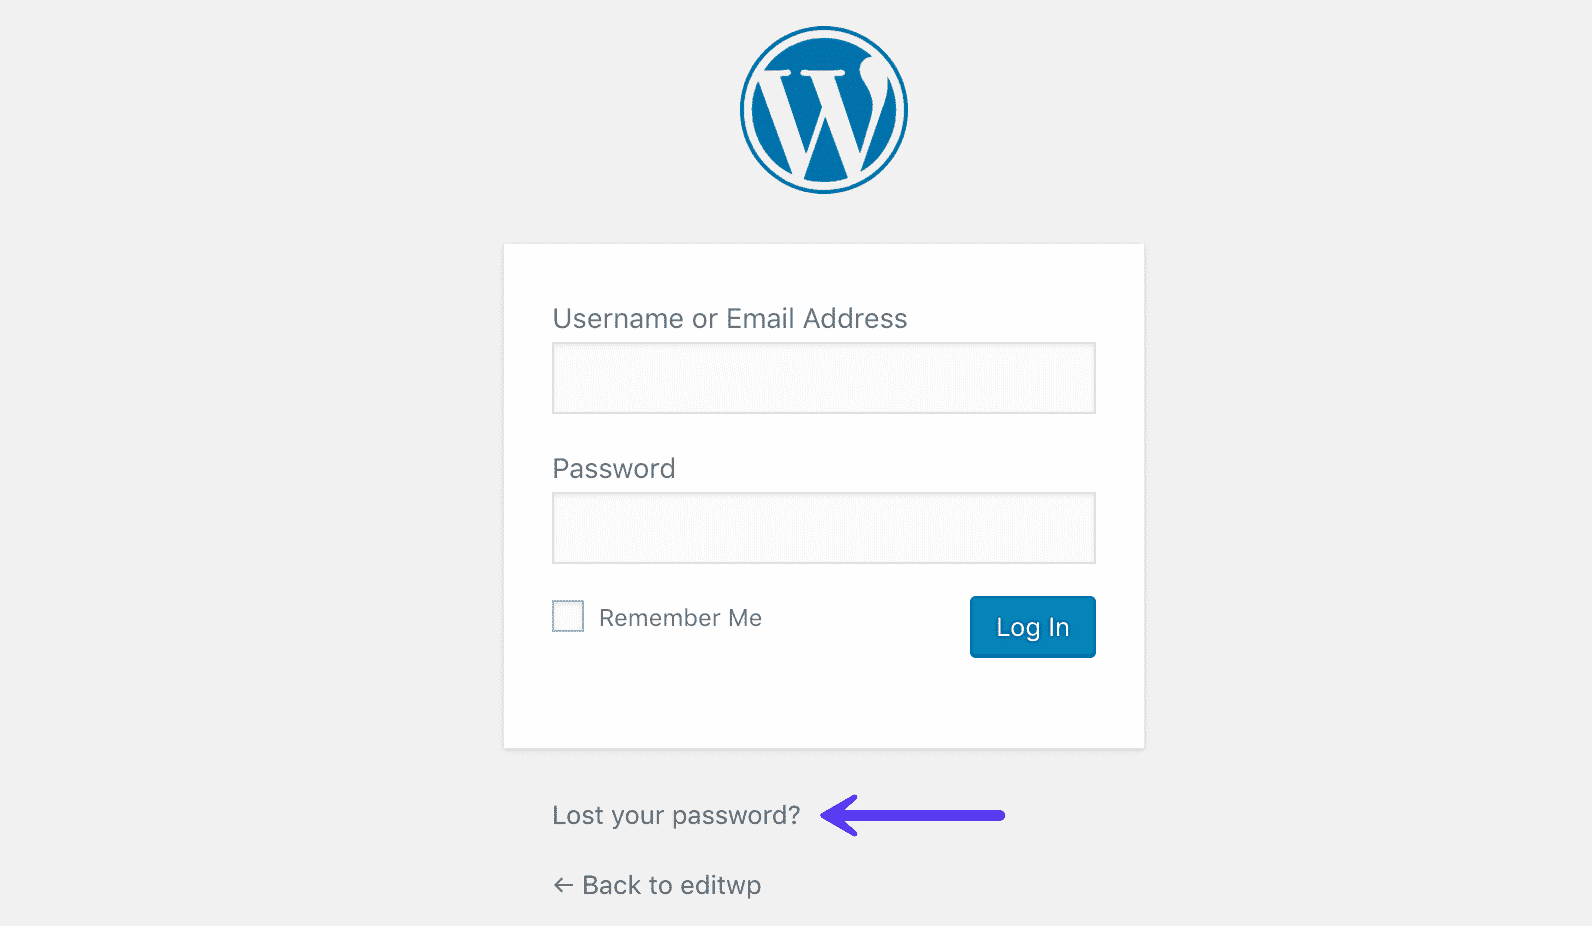 Username or Email Address
Password
Remember Me
Log In
Lost your password?
← Back to editwp